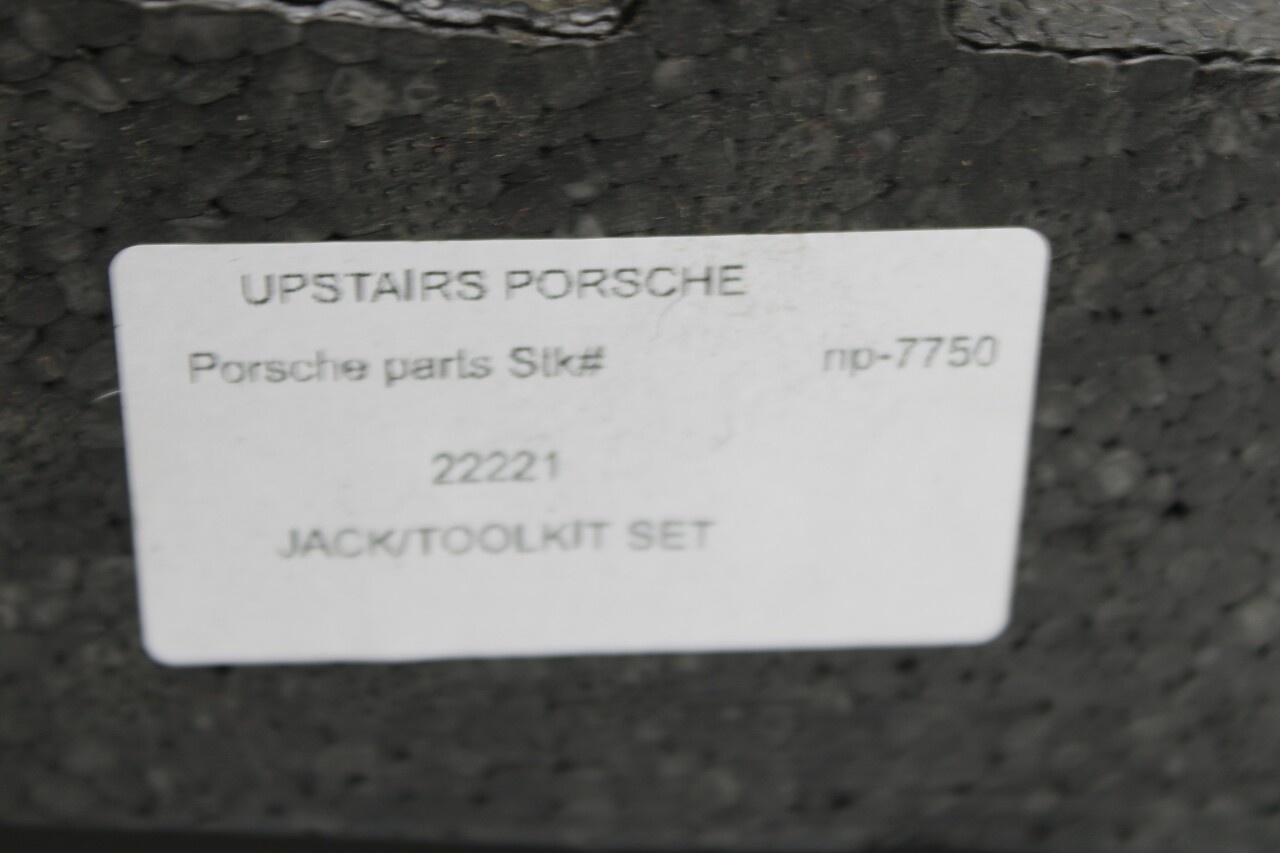 UPSTAIRS PORSCHE
Porsche parts Stk# np-7750
22221
JACK/TOOLKIT SET